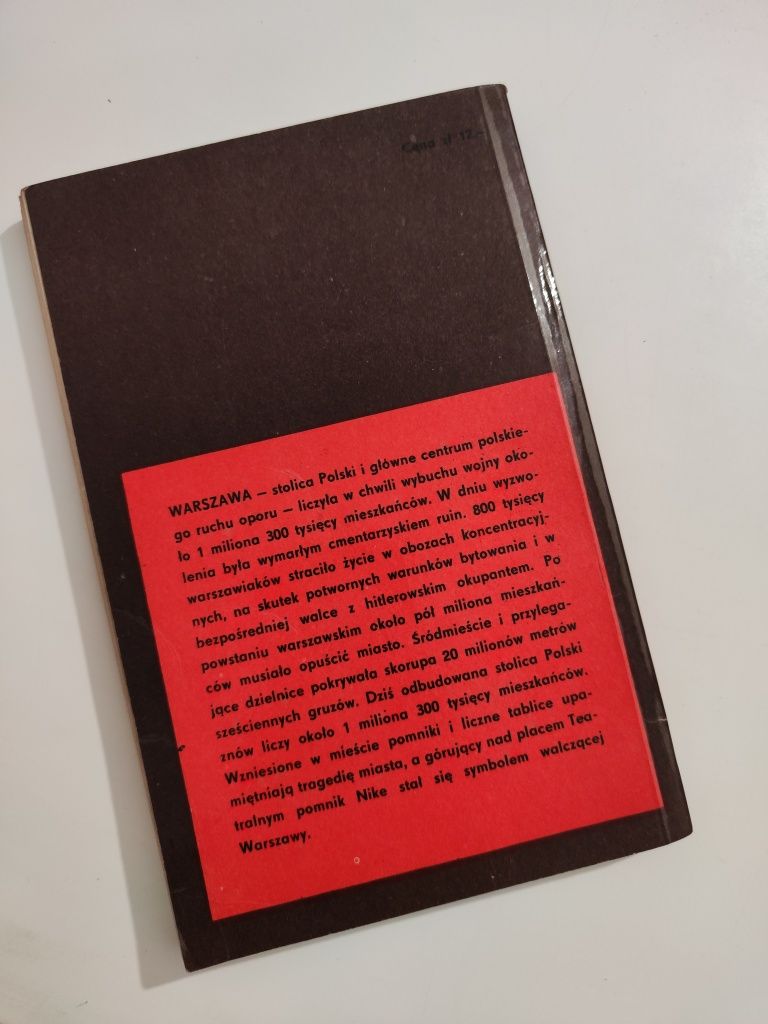 Cena zł 12,-
WARSZAWA — stolica Polski i główne centrum polskie-
go ruchu oporu — liczyła w chwili wybuchu wojny oko-
ło 1 miliona 300 tysięcy mieszkańców. W dniu wyzwo-
lenia była wymarłym cmentarzyskiem ruin. 800 tysięcy
warszawiaków straciło życie w obozach koncentracyj-
nych, na skutek potwornych warunków bytowania i w
bezpośredniej walce z hitlerowskim okupantem. Po
powstaniu warszawskim około pół miliona mieszkań-
ców musiało opuścić miasto. Śródmieście i przylega-
jące dzielnice pokrywała skorupa 20 milionów metrów
sześciennych gruzów. Dziś odbudowana stolica Polski
znów liczy około 1 miliona 300 tysięcy mieszkańców.
Wzniesione w mieście pomniki i liczne tablice upa-
miętniają tragedię miasta, a górujący nad placem Tea-
tralnym pomnik Nike stał się symbolem walczącej
Warszawy.